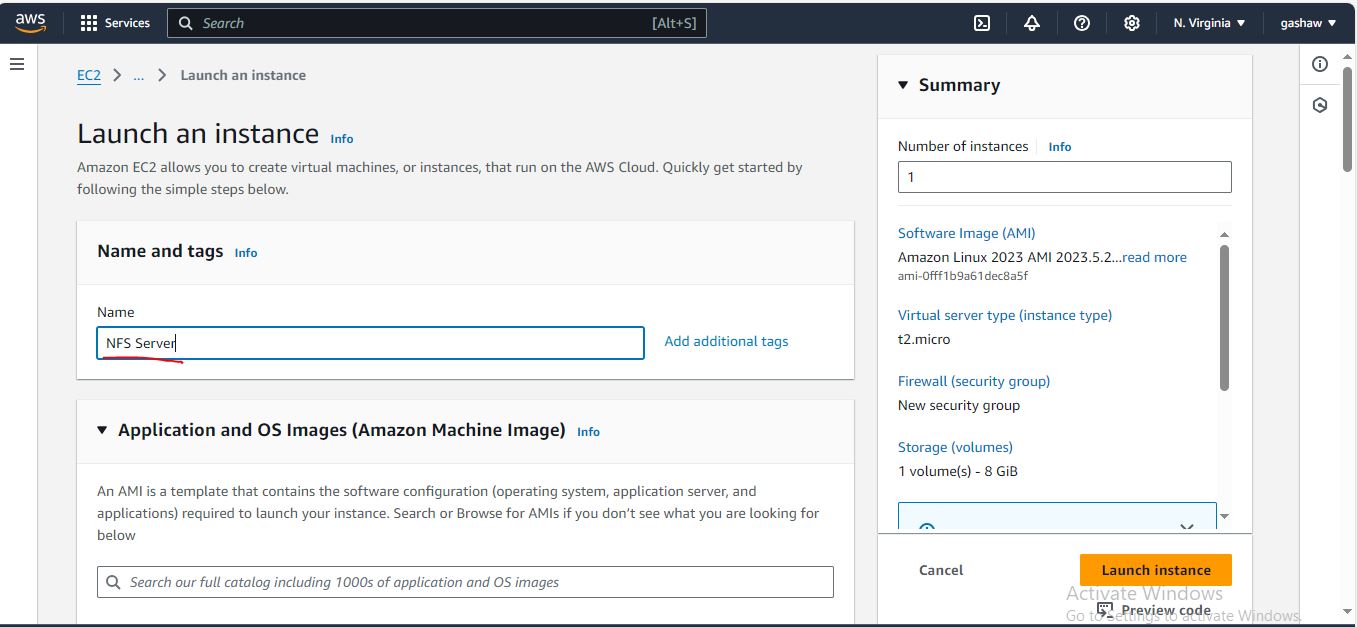 aws
Services
Search
[Alt+S]
N. Virginia
gashaw
EC2
...
Launch an instance
Launch an instance Info
Amazon EC2 allows you to create virtual machines, or instances, that run on the AWS Cloud. Quickly get started by
following the simple steps below.
Name and tags Info
Name
NFS Server
Add additional tags
Application and OS Images (Amazon Machine Image) Info
An AMI is a template that contains the software configuration (operating system, application server, and
applications) required to launch your instance. Search or Browse for AMIs if you don't see what you are looking for
below
Search our full catalog including 1000s of application and OS images
Summary
Number of instances Info
1
Software Image (AMI)
Amazon Linux 2023 AMI 2023.5.2...read more
ami-0fff1b9a61dec8a5f
Virtual server type (instance type)
t2.micro
Firewall (security group)
New security group
Storage (volumes)
1 volume(s) - 8 GiB
Cancel
Launch instance
Preview code
Activate Windows
Go to Settings to activate Windows.